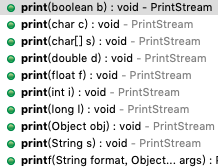 print(boolean b) : void - PrintStream
print(char c) : void - PrintStream
print(char[] s) : void - PrintStream
print(double d) : void - PrintStream
print(float f) : void - PrintStream
print(int i) : void - PrintStream
print(long l) : void - PrintStream
print(Object obj) : void - PrintStream
print(String s) : void - PrintStream
printf(String format, Object... args) : void